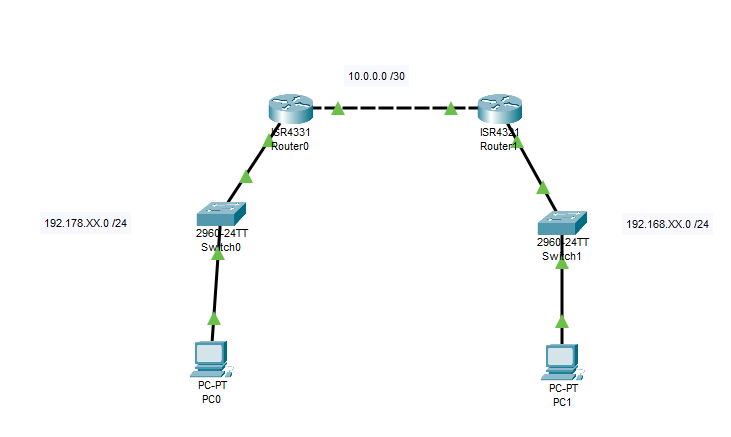 10.0.0.0 /30
ISR4331
Router0
ISR4321
Router1
192.178.XX.0 /24
2960-24TT
Switch0
2960-24TT
Switch1
192.168.XX.0 /24
PC-PT
PC0
PC-PT
PC1